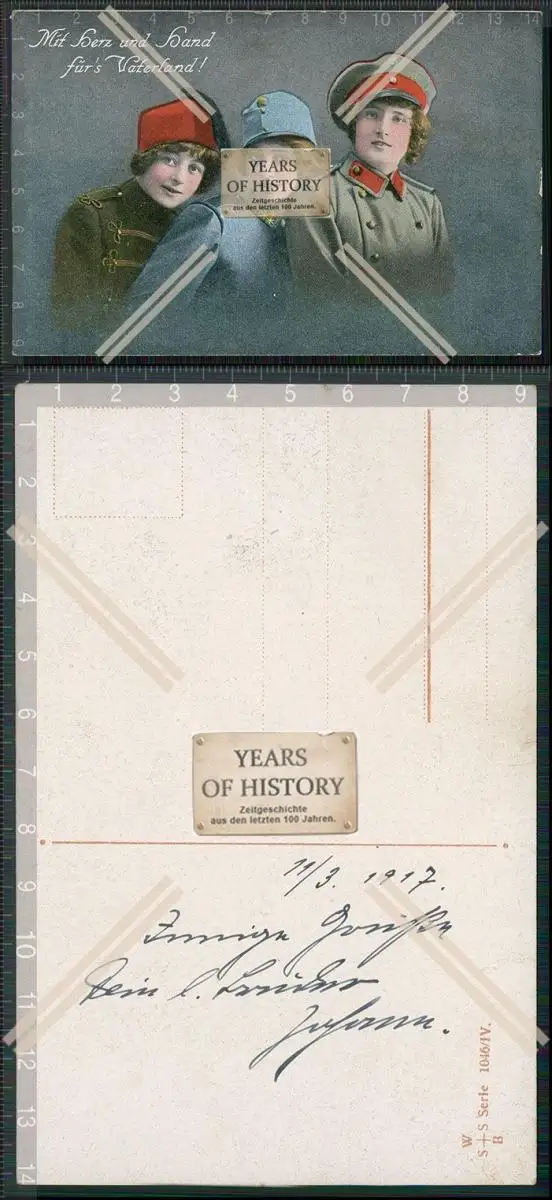 Mit Herz und Hand
für's Vaterland!
YEARS
OF HISTORY
Zeitgeschichte
aus den letzten 100 Jahren.
YEARS
OF HISTORY
Zeitgeschichte
aus den letzten 100 Jahren.
11/3. 1917.
Innige Grüße
Dein l. Bruder
Johann.
W
S+S Serie 1046/IV.
B